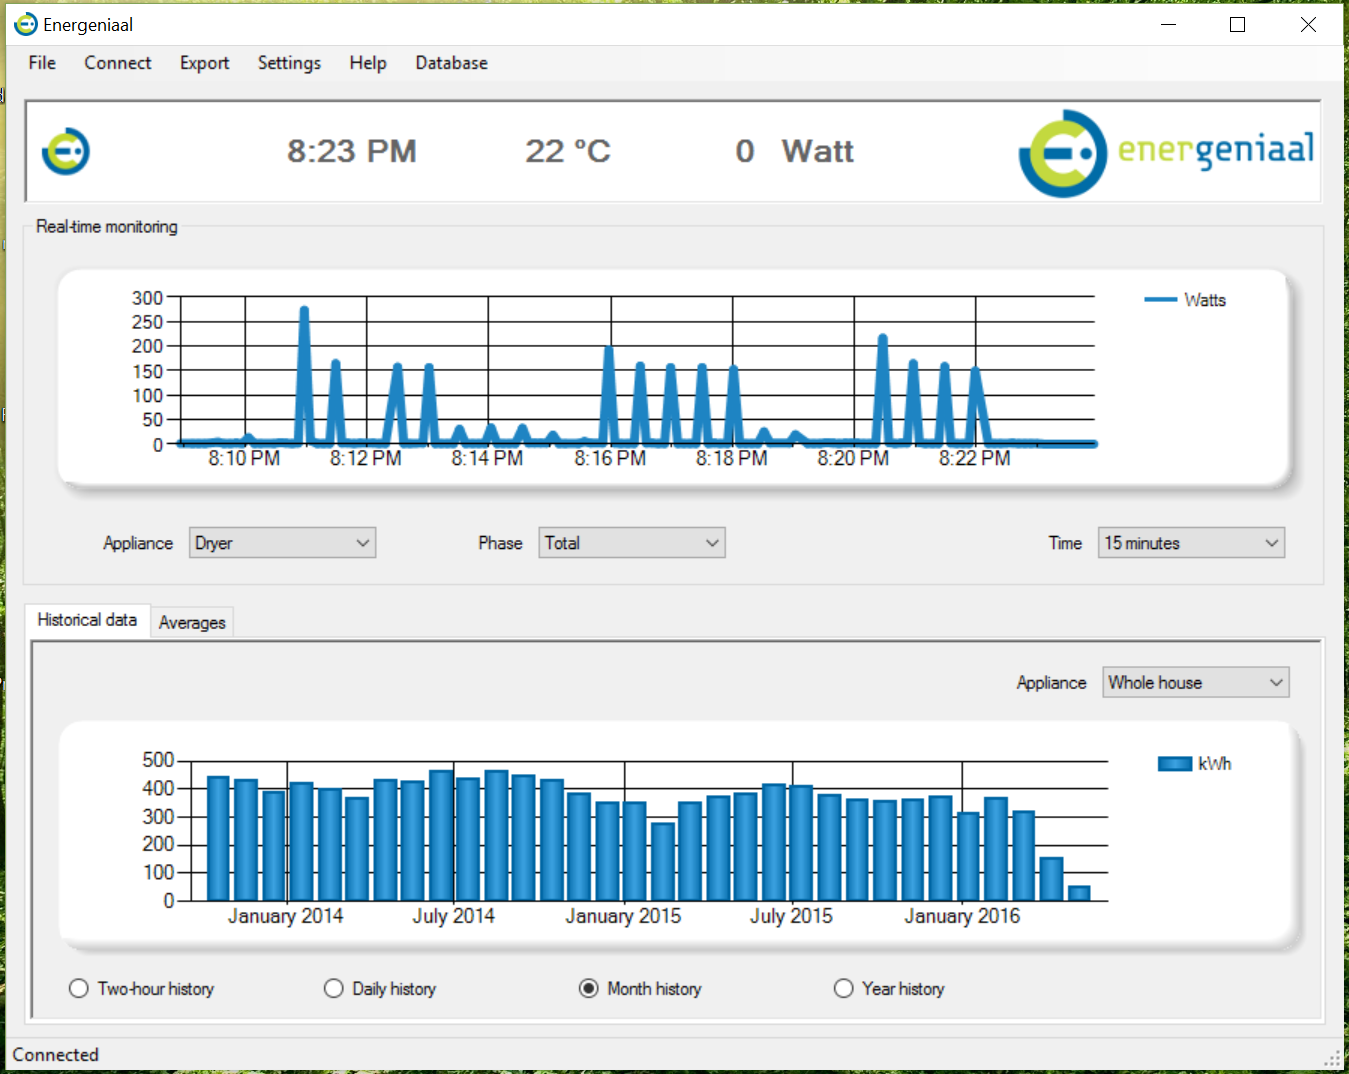 Energeniaal
File Connect Export Settings Help Database
8:23 PM 22 °C 0 Watt energeniaal
Real-time monitoring
300
250
200
150
100
50
0
Watts
8:10 PM 8:12 PM 8:14 PM 8:16 PM 8:18 PM 8:20 PM 8:22 PM
Appliance Dryer Phase Total Time 15 minutes
Historical data Averages
Appliance Whole house
500
400
300
200
100
0
kWh
January 2014 July 2014 January 2015 July 2015 January 2016
Two-hour history Daily history Month history Year history
Connected